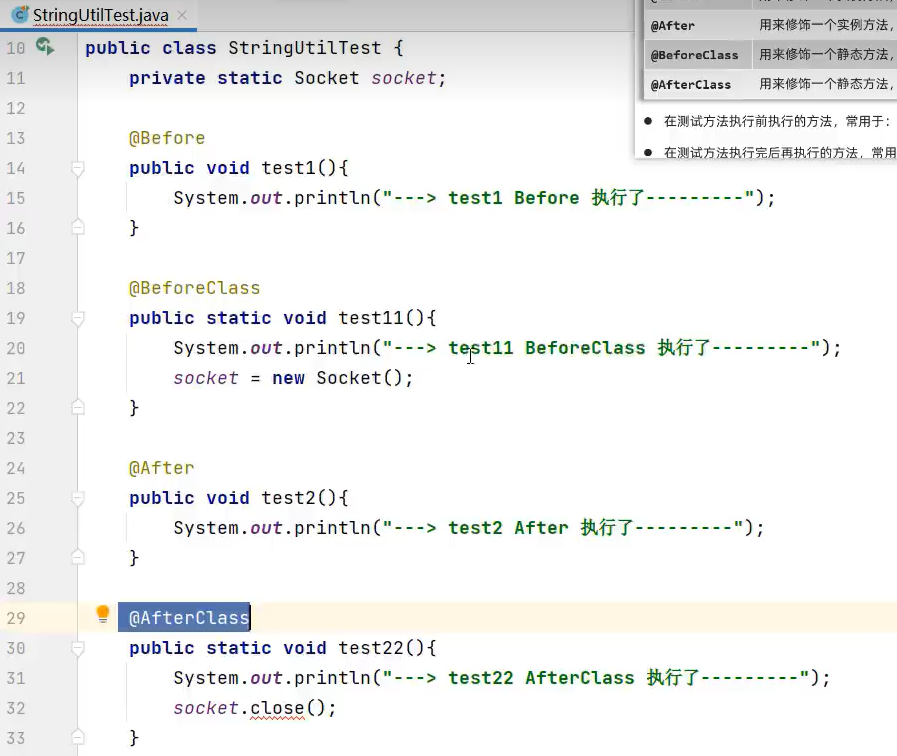 StringUtilTest.java
@After 用来修饰一个实例方法,
@BeforeClass 用来修饰一个静态方法,
@AfterClass 用来修饰一个静态方法,
● 在测试方法执行前执行的方法，常用于：
● 在测试方法执行完后再执行的方法，常用
10 public class StringUtilTest {
11 private static Socket socket;
12
13 @Before
14 public void test1(){
15 System.out.println("---> test1 Before 执行了---------");
16 }
17
18 @BeforeClass
19 public static void test11(){
20 System.out.println("---> test11 BeforeClass 执行了---------");
21 socket = new Socket();
22 }
23
24 @After
25 public void test2(){
26 System.out.println("---> test2 After 执行了---------");
27 }
28
29 @AfterClass
30 public static void test22(){
31 System.out.println("---> test22 AfterClass 执行了---------");
32 socket.close();
33 }